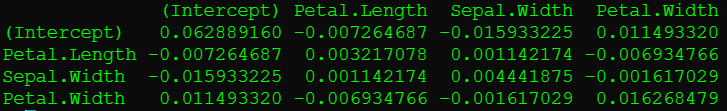 (Intercept) Petal.Length Sepal.Width Petal.Width
(Intercept) 0.062889160 -0.007264687 -0.015933225 0.011493320
Petal.Length -0.007264687 0.003217078 0.001142174 -0.006934766
Sepal.Width -0.015933225 0.001142174 0.004441875 -0.001617029
Petal.Width 0.011493320 -0.006934766 -0.001617029 0.016268479